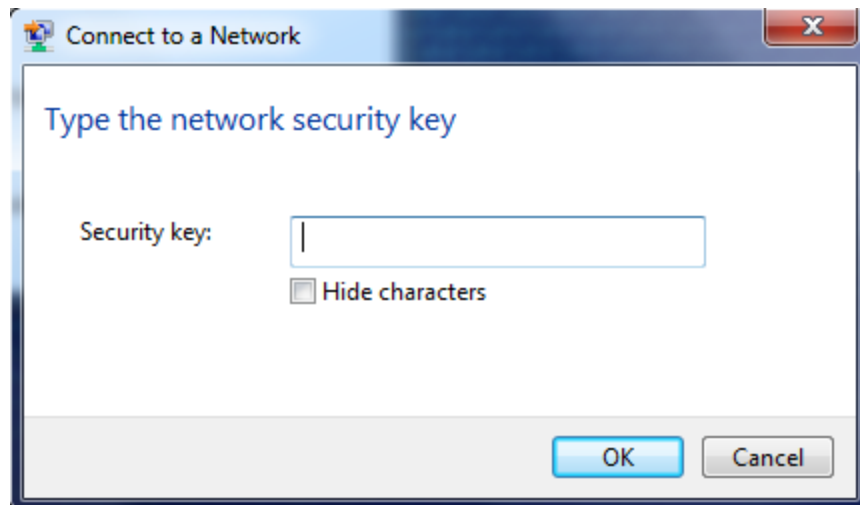 Connect to a Network
Type the network security key
Security key:
Hide characters
OK Cancel